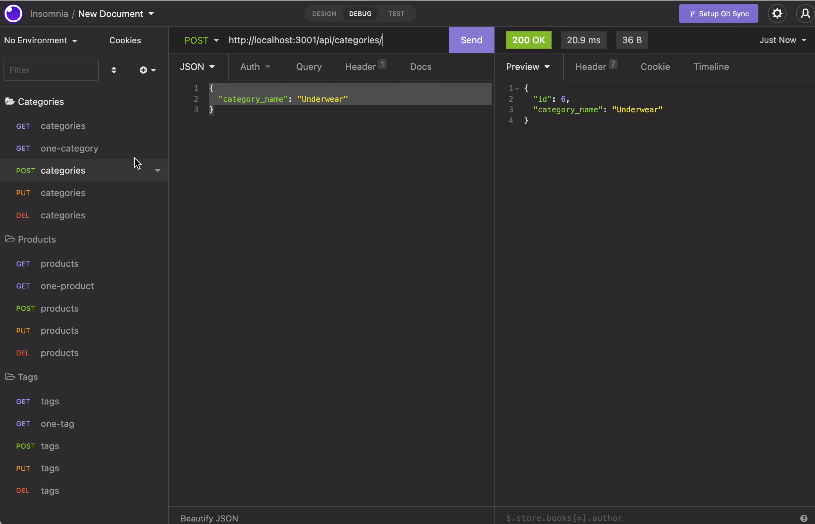 Insomnia / New Document
DESIGN DEBUG TEST
Setup Git Sync
No Environment Cookies
POST http://localhost:3001/api/categories/
Send
200 OK 20.9 ms 36 B
Just Now
Filter
JSON Auth Query Header 1 Docs
Preview Header 7 Cookie Timeline
1 {
2 "category_name": "Underwear"
3 }
1 {
2 "id": 6,
3 "category_name": "Underwear"
4 }
Categories
GET categories
GET one-category
POST categories
PUT categories
DEL categories
Products
GET products
GET one-product
POST products
PUT products
DEL products
Tags
GET tags
GET one-tag
POST tags
PUT tags
DEL tags
Beautify JSON
$.store.books[*].author